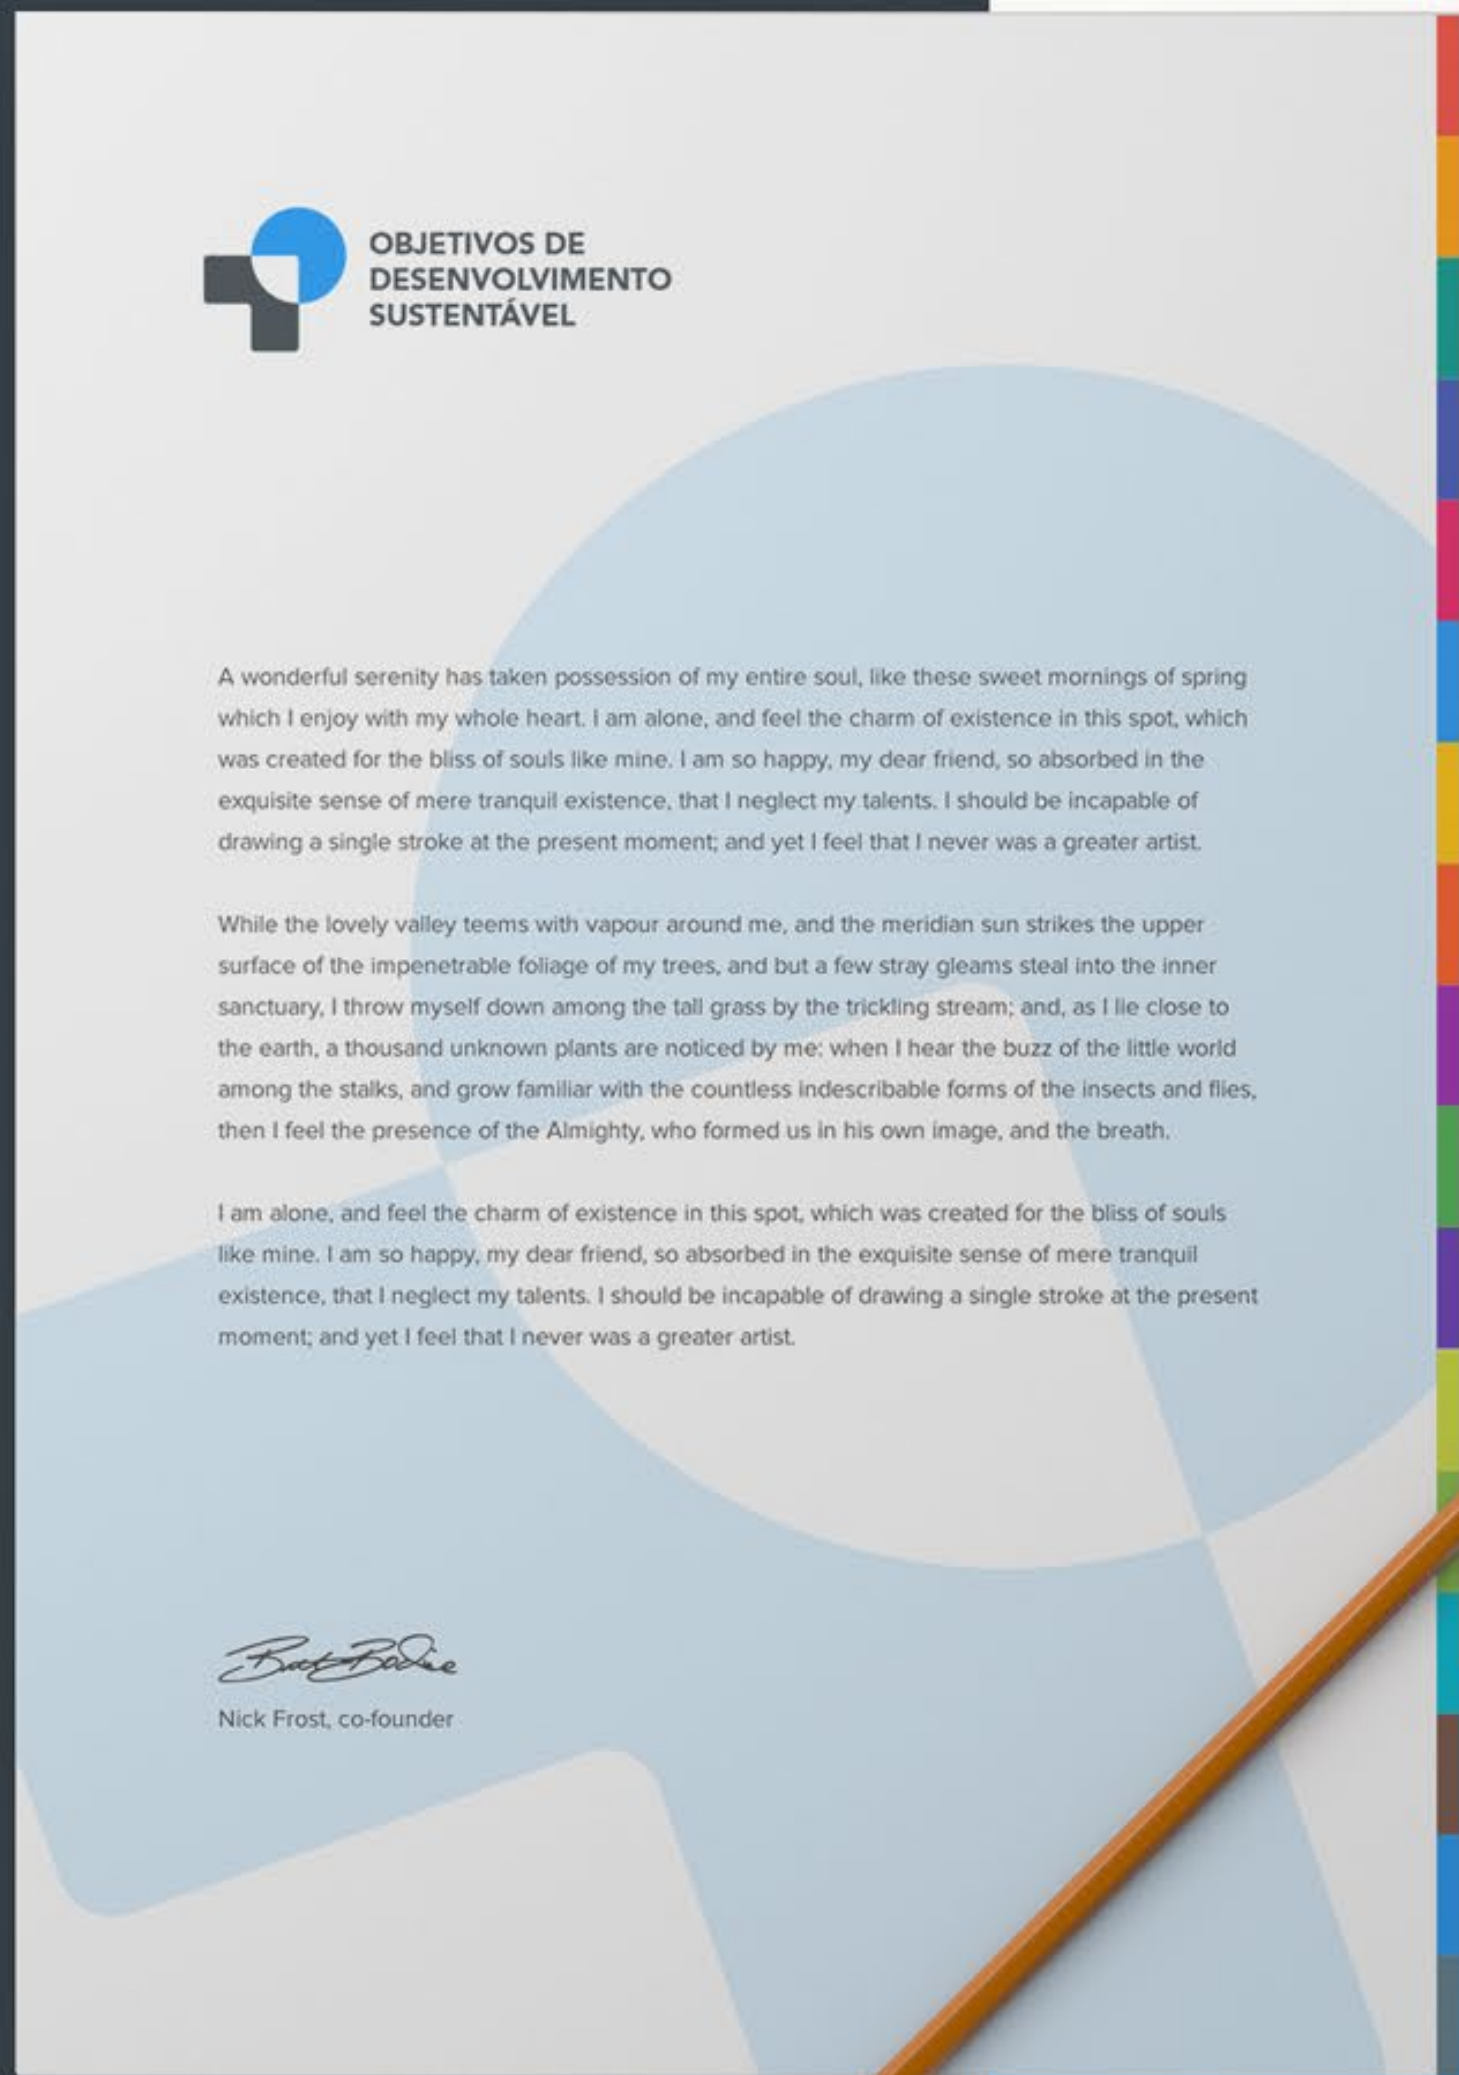 OBJETIVOS DE
DESENVOLVIMENTO
SUSTENTÁVEL
A wonderful serenity has taken possession of my entire soul, like these sweet mornings of spring
which I enjoy with my whole heart. I am alone, and feel the charm of existence in this spot, which
was created for the bliss of souls like mine. I am so happy, my dear friend, so absorbed in the
exquisite sense of mere tranquil existence, that I neglect my talents. I should be incapable of
drawing a single stroke at the present moment; and yet I feel that I never was a greater artist.
While the lovely valley teems with vapour around me, and the meridian sun strikes the upper
surface of the impenetrable foliage of my trees, and but a few stray gleams steal into the inner
sanctuary, I throw myself down among the tall grass by the trickling stream; and, as I lie close to
the earth, a thousand unknown plants are noticed by me: when I hear the buzz of the little world
among the stalks, and grow familiar with the countless indescribable forms of the insects and flies,
then I feel the presence of the Almighty, who formed us in his own image, and the breath.
I am alone, and feel the charm of existence in this spot, which was created for the bliss of souls
like mine. I am so happy, my dear friend, so absorbed in the exquisite sense of mere tranquil
existence, that I neglect my talents. I should be incapable of drawing a single stroke at the present
moment; and yet I feel that I never was a greater artist.
Nick Frost, co-founder